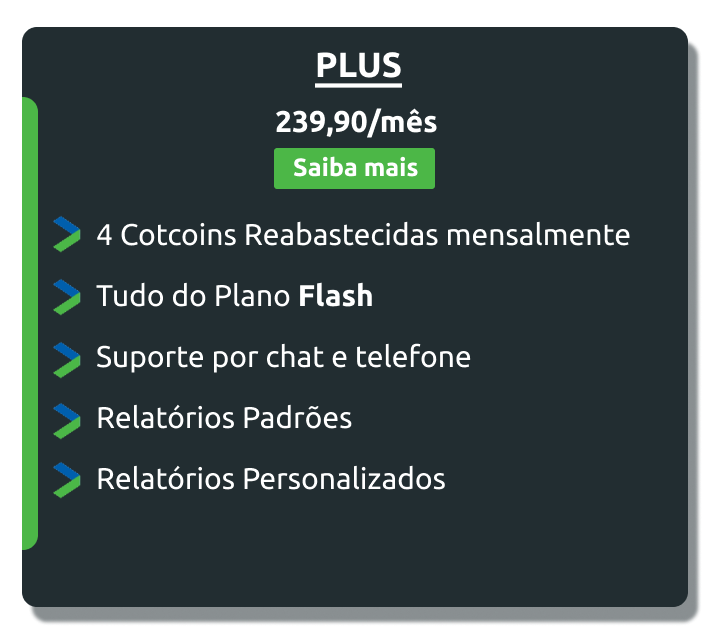 PLUS
239,90/mês
Saiba mais
4 Cotcoins Reabastecidas mensalmente
Tudo do Plano Flash
Suporte por chat e telefone
Relatórios Padrões
Relatórios Personalizados